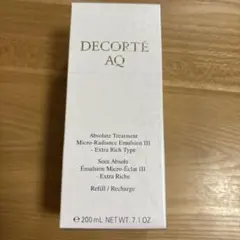 DECORTÉ
AQ
Absolute Treatment
Micro-Radiance Emulsion III
- Extra Rich Type
Soin Absolu
Émulsion Micro-Éclat III
- Extra Riche
Refill / Recharge
℮ 200 mL NET. WT. 7.1 OZ.